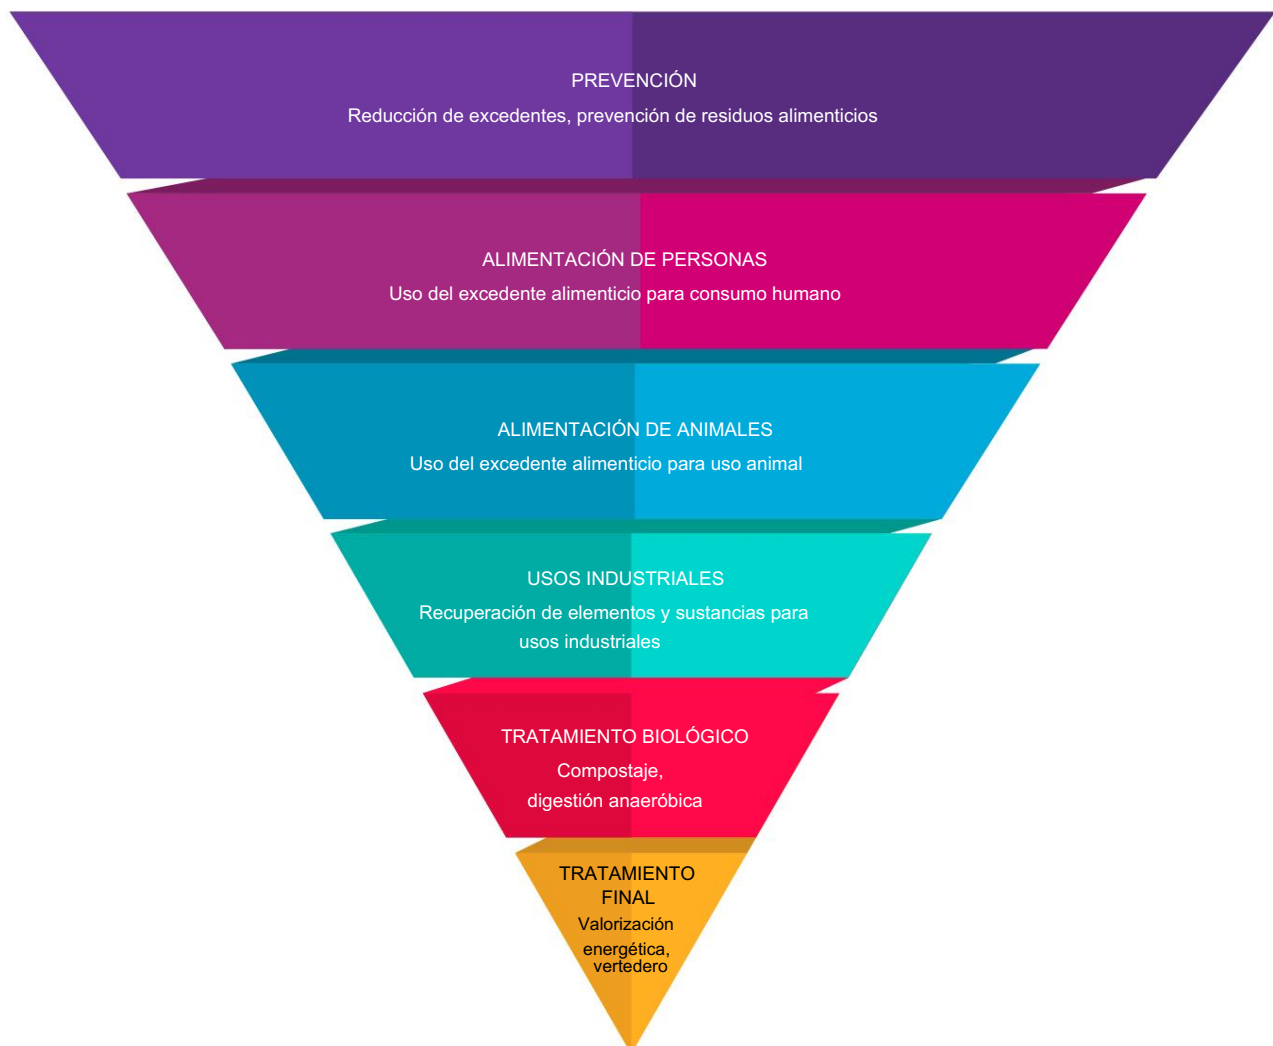 PREVENCIÓN
Reducción de excedentes, prevención de residuos alimenticios
ALIMENTACIÓN DE PERSONAS
Uso del excedente alimenticio para consumo humano
ALIMENTACIÓN DE ANIMALES
Uso del excedente alimenticio para uso animal
USOS INDUSTRIALES
Recuperación de elementos y sustancias para
usos industriales
TRATAMIENTO BIOLÓGICO
Compostaje,
digestión anaeróbica
TRATAMIENTO
FINAL
Valorización
energética,
vertedero